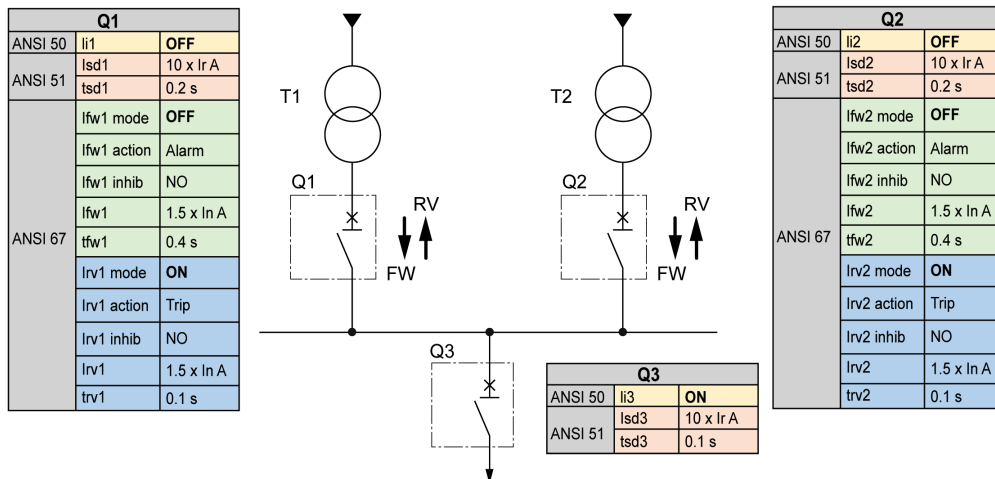 Q1
ANSI 50 Ii1 OFF
ANSI 51 Isd1 10 x Ir A
tsd1 0.2 s
ANSI 67 Ifw1 mode OFF
Ifw1 action Alarm
Ifw1 inhib NO
Ifw1 1.5 x In A
tfw1 0.4 s
Irv1 mode ON
Irv1 action Trip
Irv1 inhib NO
Irv1 1.5 x In A
trv1 0.1 s
T1
Q1
RV
FW
T2
Q2
RV
FW
Q3
Q3
ANSI 50 Ii3 ON
ANSI 51 Isd3 10 x Ir A
tsd3 0.1 s
Q2
ANSI 50 Ii2 OFF
ANSI 51 Isd2 10 x Ir A
tsd2 0.2 s
ANSI 67 Ifw2 mode OFF
Ifw2 action Alarm
Ifw2 inhib NO
Ifw2 1.5 x In A
tfw2 0.4 s
Irv2 mode ON
Irv2 action Trip
Irv2 inhib NO
Irv2 1.5 x In A
trv2 0.1 s